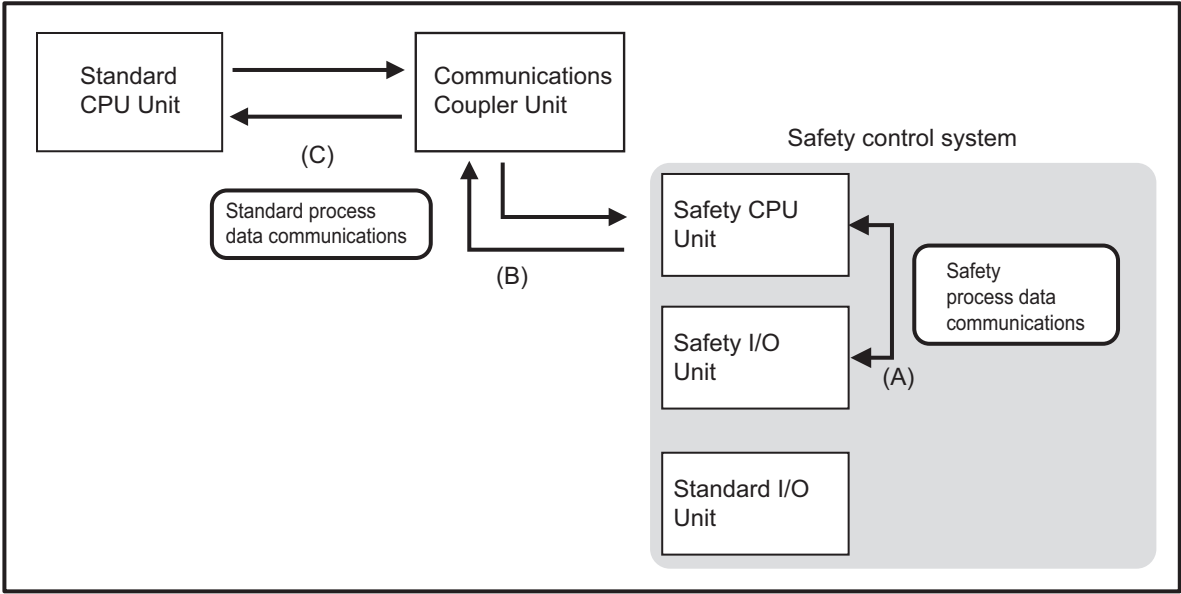 Standard
CPU Unit
Communications
Coupler Unit
(C)
Standard process
data communications
(B)
Safety control system
Safety CPU
Unit
Safety
process data
communications
Safety I/O
Unit
(A)
Standard I/O
Unit